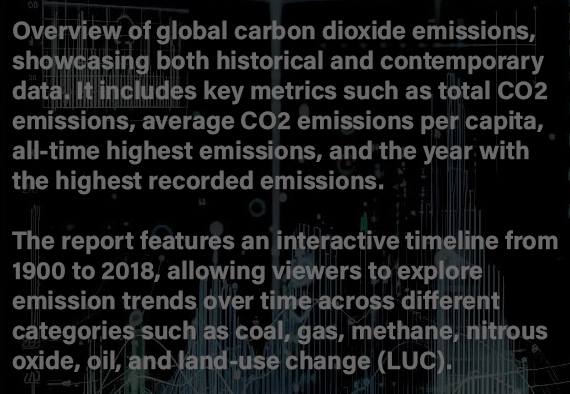 Overview of global carbon dioxide emissions,
showcasing both historical and contemporary
data. It includes key metrics such as total CO2
emissions, average CO2 emissions per capita,
all-time highest emissions, and the year with
the highest recorded emissions.
The report features an interactive timeline from
1900 to 2018, allowing viewers to explore
emission trends over time across different
categories such as coal, gas, methane, nitrous
oxide, oil, and land-use change (LUC).